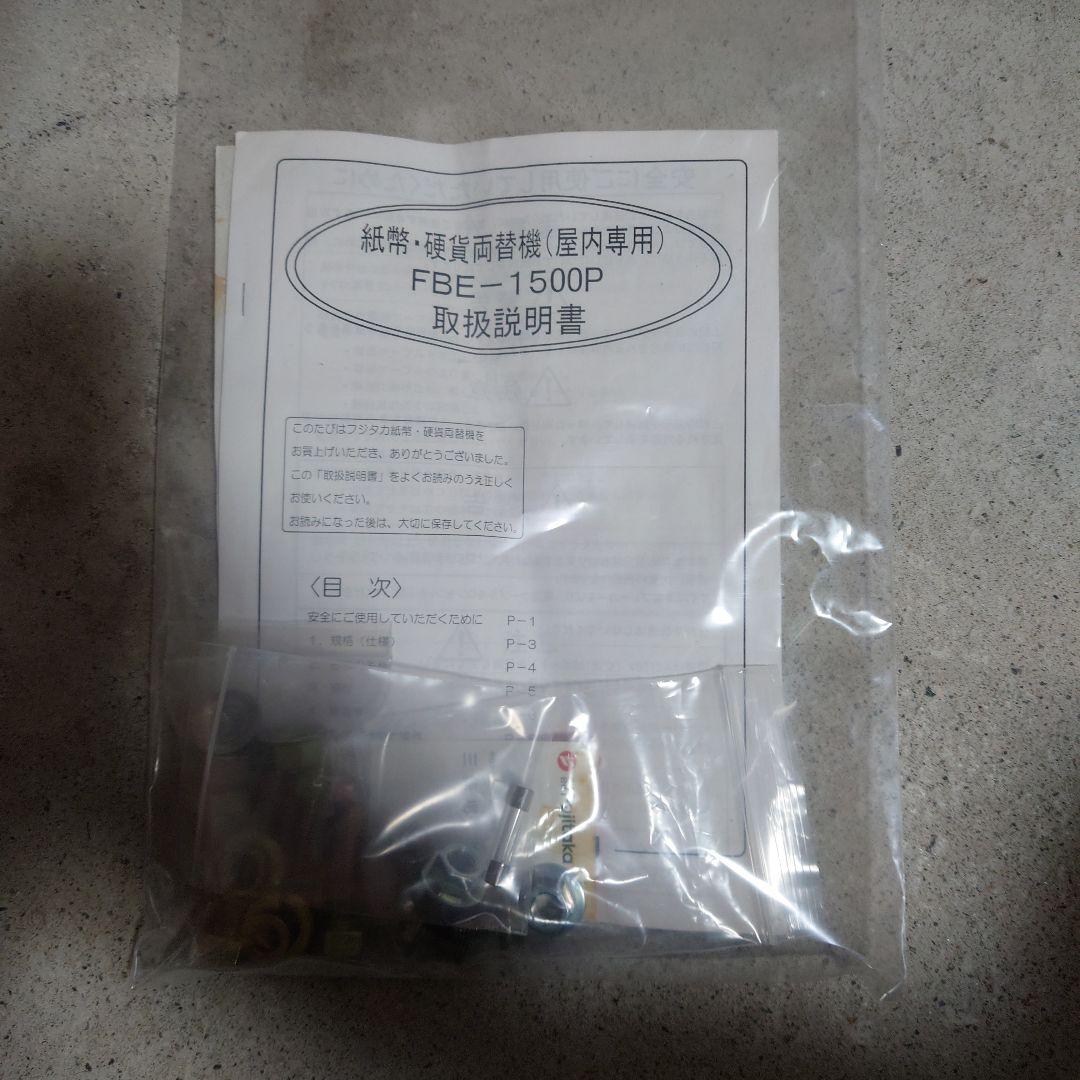 紙幣・硬貨両替機(屋内専用)
FBE－1500P
取扱説明書
このたびはフジタカ紙幣・硬貨両替機を
お買上げいただき、ありがとうございました。
この「取扱説明書」をよくお読みのうえ正しく
お使いください。
お読みになった後は、大切に保存してください。
〈目　次〉
安全にご使用していただくために　P－1
1．規格（仕様）　P－3
P－4
P－5